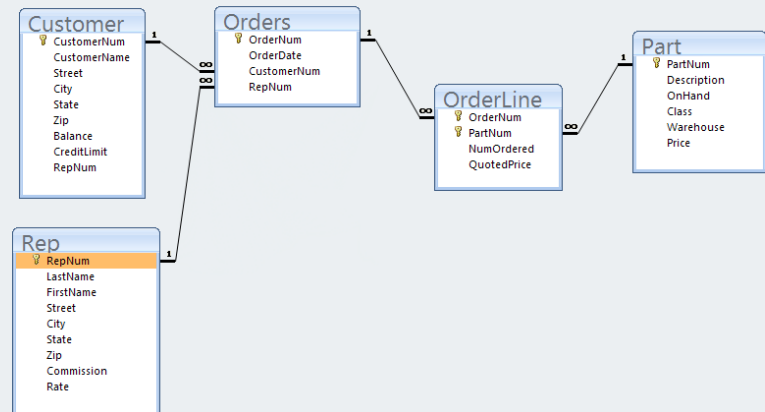 Customer
CustomerNum
CustomerName
Street
City
State
Zip
Balance
CreditLimit
RepNum
1
∞
∞
Orders
OrderNum
OrderDate
CustomerNum
RepNum
1
∞
OrderLine
OrderNum
PartNum
NumOrdered
QuotedPrice
∞
1
Part
PartNum
Description
OnHand
Class
Warehouse
Price
Rep
RepNum
LastName
FirstName
Street
City
State
Zip
Commission
Rate
1